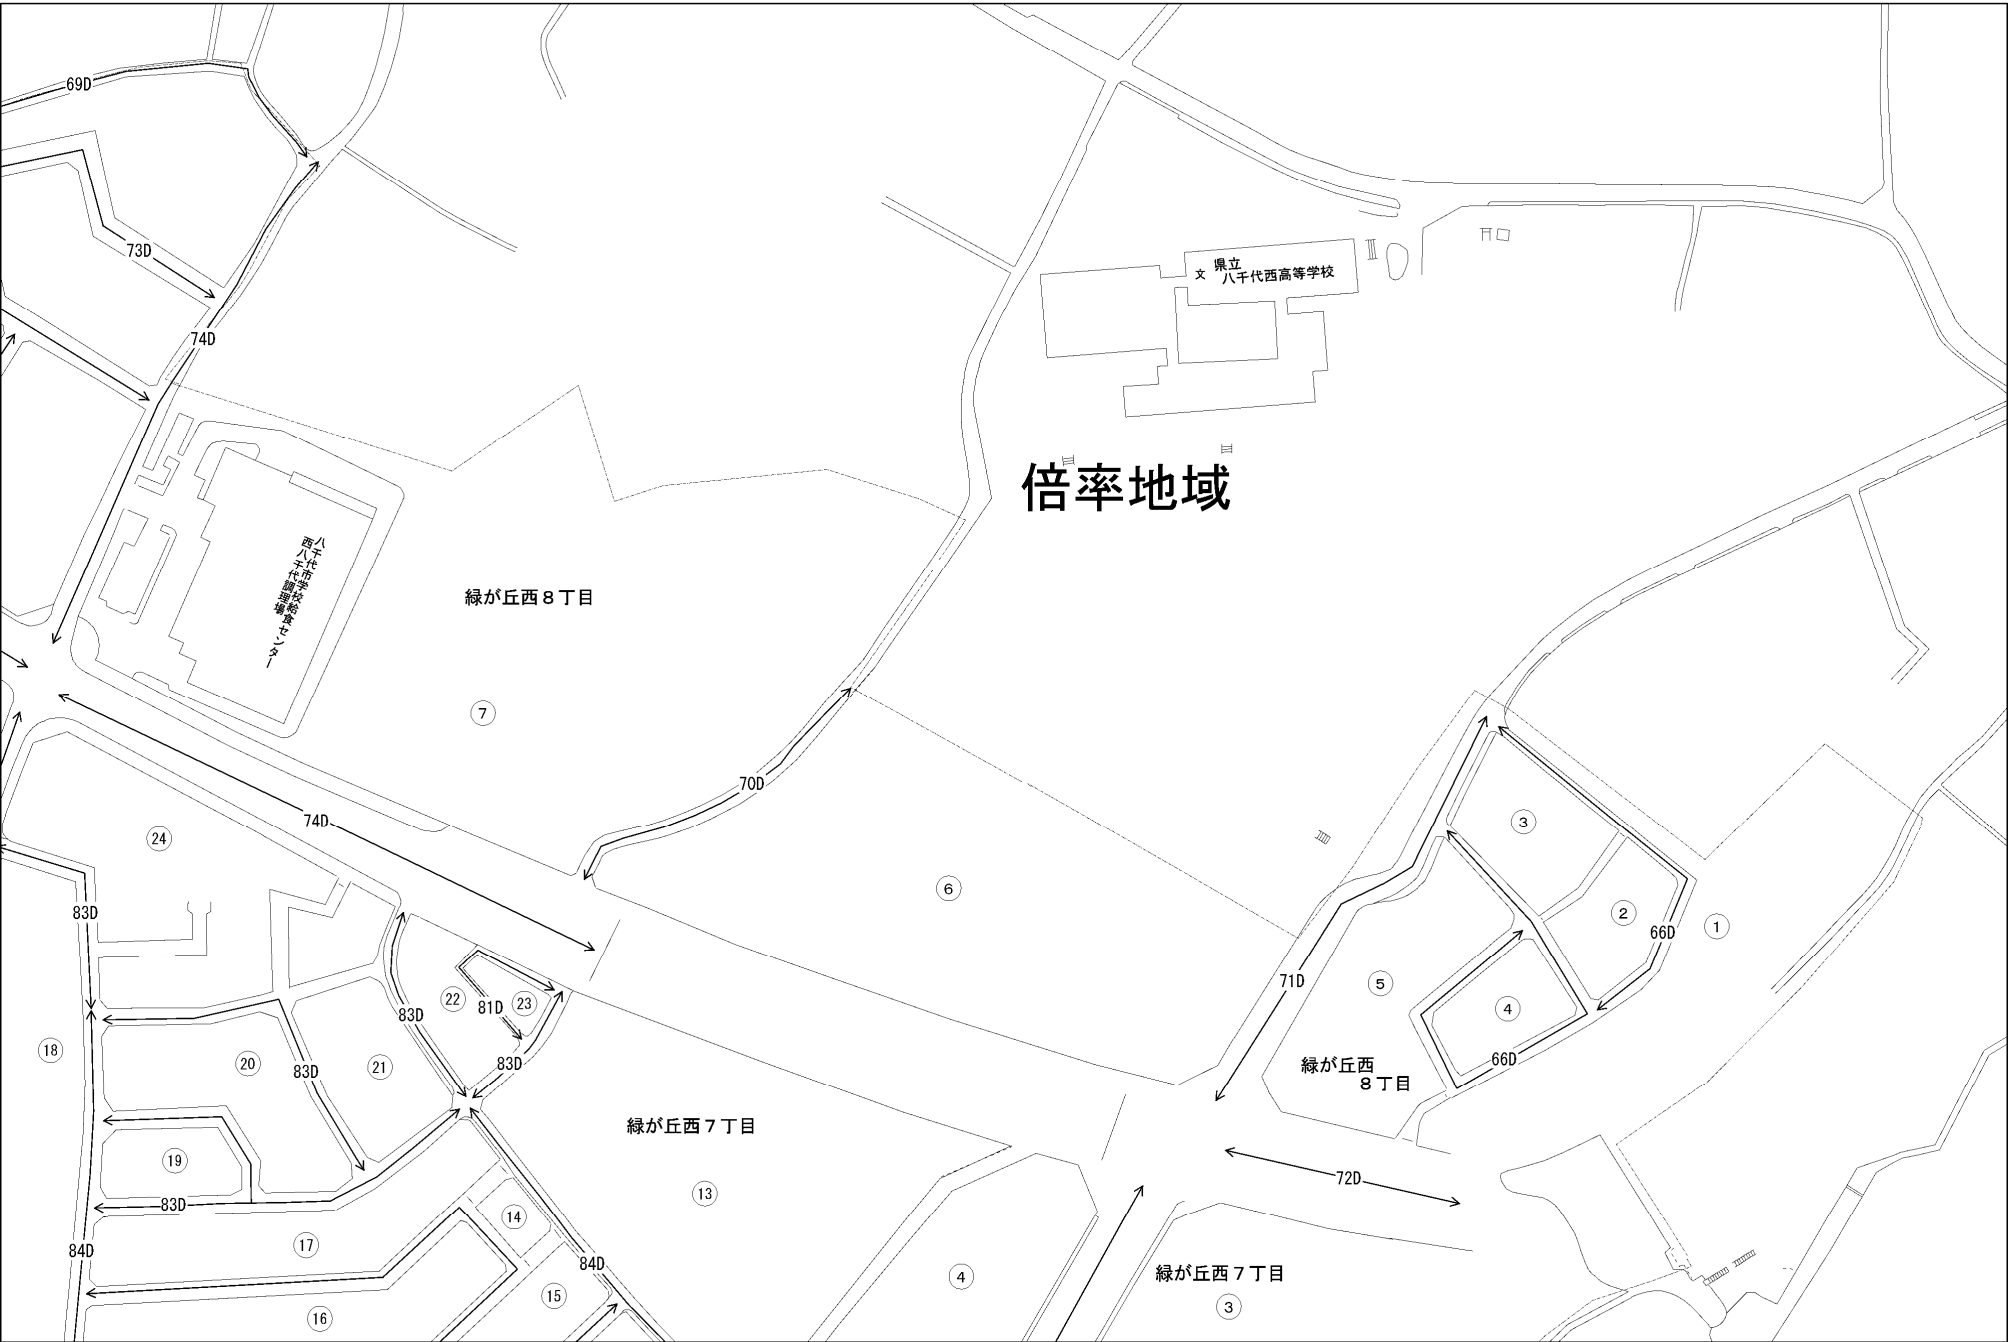 69D
73D
74D
文
県立
八千代西高等学校
倍率地域
八千代市学校給食センター
西八千代調理場
緑が丘西８丁目
⑦
70D
74D
㉔
⑥
③
②
①
66D
71D
⑤
④
66D
緑が丘西
８丁目
83D
㉒
81D
㉓
83D
83D
⑱
⑳
83D
㉑
緑が丘西７丁目
72D
⑲
83D
⑬
⑭
84D
⑰
84D
⑮
⑯
④
緑が丘西７丁目
③